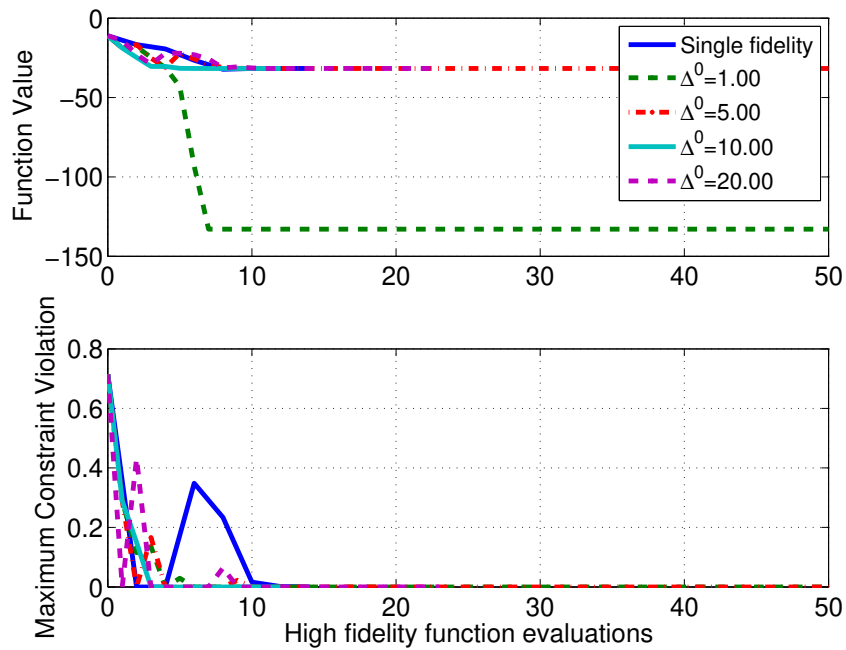 0
−50
−100
−150
Function Value
0 10 20 30 40 50
Single fidelity
Δ⁰=1.00
Δ⁰=5.00
Δ⁰=10.00
Δ⁰=20.00
0.8
0.6
0.4
0.2
0
Maximum Constraint Violation
0 10 20 30 40 50
High fidelity function evaluations